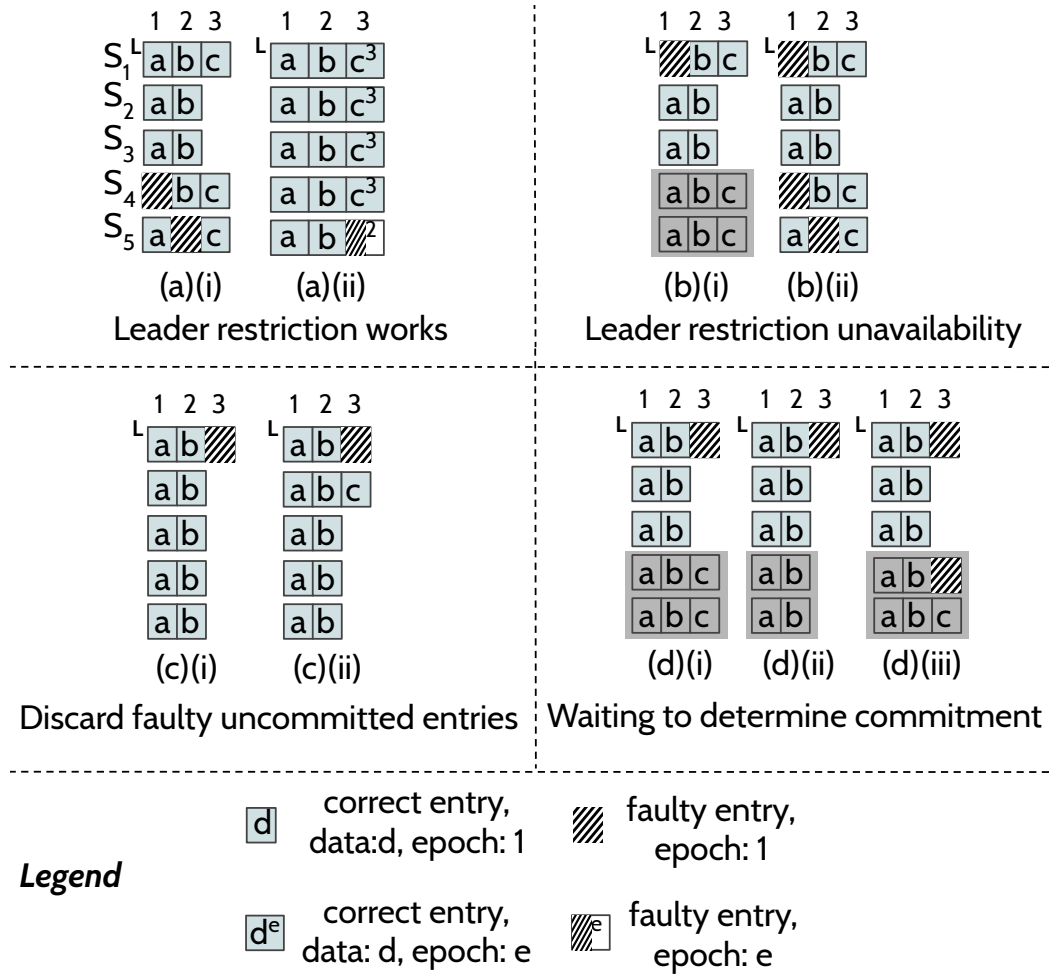 1 2 3 1 2 3 1 2 3 1 2 3
S1 L a b c L a b c³ L b c L b c
S2 a b a b c³ a b a b
S3 a b a b c³ a b a b
S4 b c a b c³ a b c b c
S5 a c a b 2 a b c a c
(a)(i) (a)(ii) (b)(i) (b)(ii)
Leader restriction works Leader restriction unavailability
1 2 3 1 2 3 1 2 3 1 2 3 1 2 3
L a b L a b L a b L a b L a b
a b a b c a b a b a b
a b a b a b a b a b
a b a b a b c a b a b
a b a b a b c a b a b c
(c)(i) (c)(ii) (d)(i) (d)(ii) (d)(iii)
Discard faulty uncommitted entries Waiting to determine commitment
Legend
d correct entry,
data:d, epoch: 1
faulty entry,
epoch: 1
dᵉ correct entry,
data: d, epoch: e
e faulty entry,
epoch: e